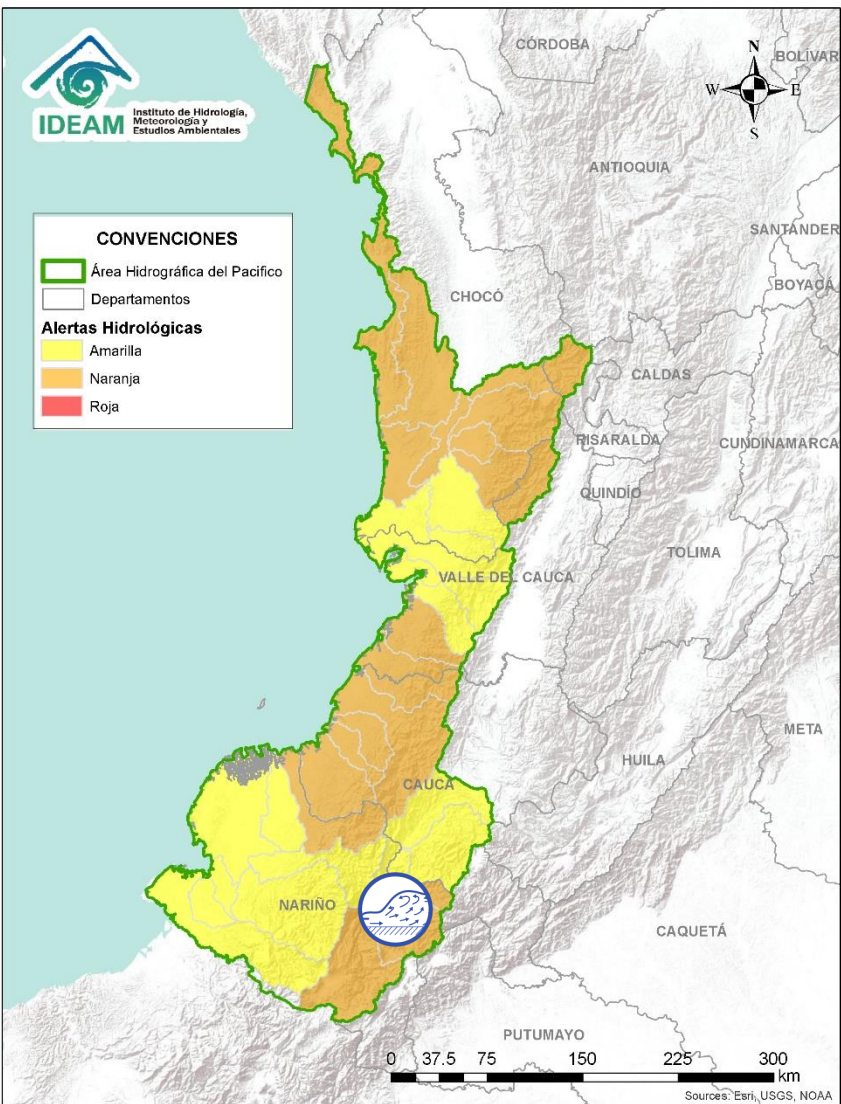 CÓRDOBA
BOLÍVAR
N
W
E
S
IDEAM
Instituto de Hidrología,
Meteorología y
Estudios Ambientales
ANTIOQUIA
SANTANDER
CONVENCIONES
Área Hidrográfica del Pacifico
Departamentos
Alertas Hidrológicas
Amarilla
Naranja
Roja
BOYACÁ
CHOCÓ
CALDAS
RISARALDA
CUNDINAMARCA
QUINDÍO
TOLIMA
VALLE DEL CAUCA
META
HUILA
CAUCA
NARIÑO
CAQUETÁ
PUTUMAYO
0 37.5 75 150 225 300
km
Sources: Esri, USGS, NOAA